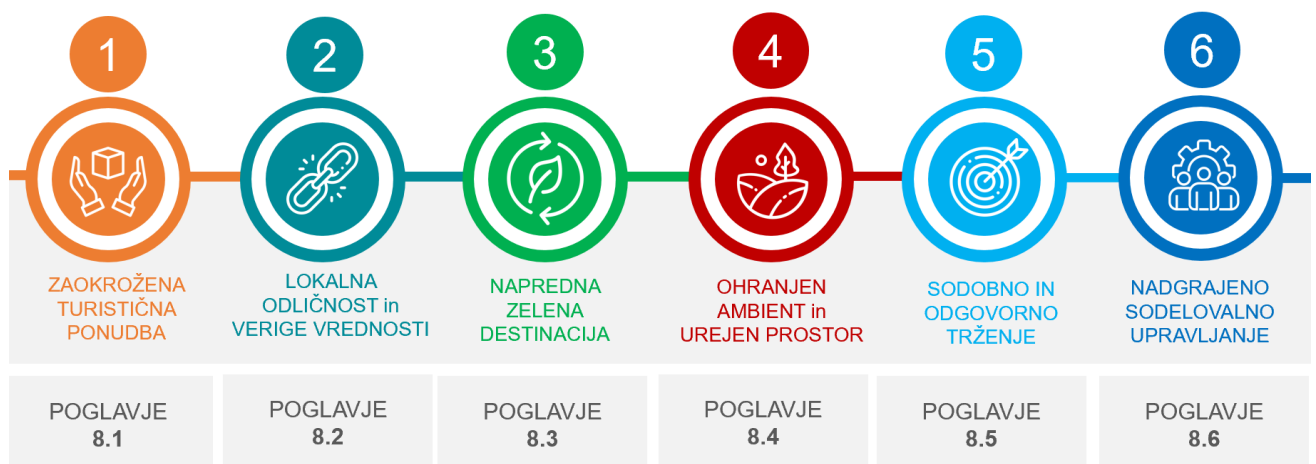 1
2
3
4
5
6
ZAOKROŽENA
TURISTIČNA
PONUDBA
LOKALNA
ODLIČNOST in
VERIGE VREDNOSTI
NAPREDNA
ZELENA
DESTINACIJA
OHRANJEN
AMBIENT in
UREJEN PROSTOR
SODOBNO IN
ODGOVORNO
TRŽENJE
NADGRAJENO
SODELOVALNO
UPRAVLJANJE
POGLAVJE
8.1
POGLAVJE
8.2
POGLAVJE
8.3
POGLAVJE
8.4
POGLAVJE
8.5
POGLAVJE
8.6